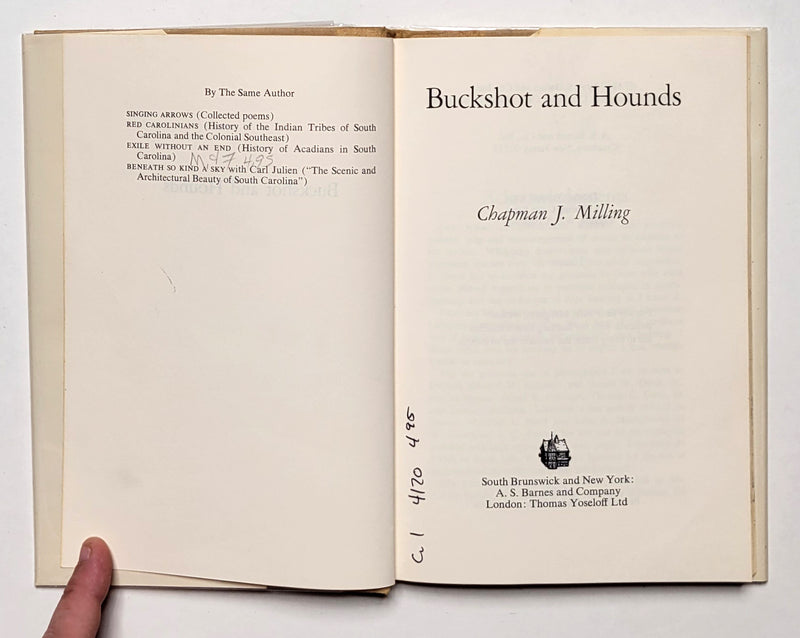 By The Same Author
SINGING ARROWS (Collected poems)
RED CAROLINIANS (History of the Indian Tribes of South
Carolina and the Colonial Southeast)
EXILE WITHOUT AN END (History of Acadians in South
Carolina)
BENEATH SO KIND A SKY with Carl Julien ("The Scenic and
Architectural Beauty of South Carolina")
Buckshot and Hounds
Chapman J. Milling
4/20 495
South Brunswick and New York:
A. S. Barnes and Company
London: Thomas Yoseloff Ltd